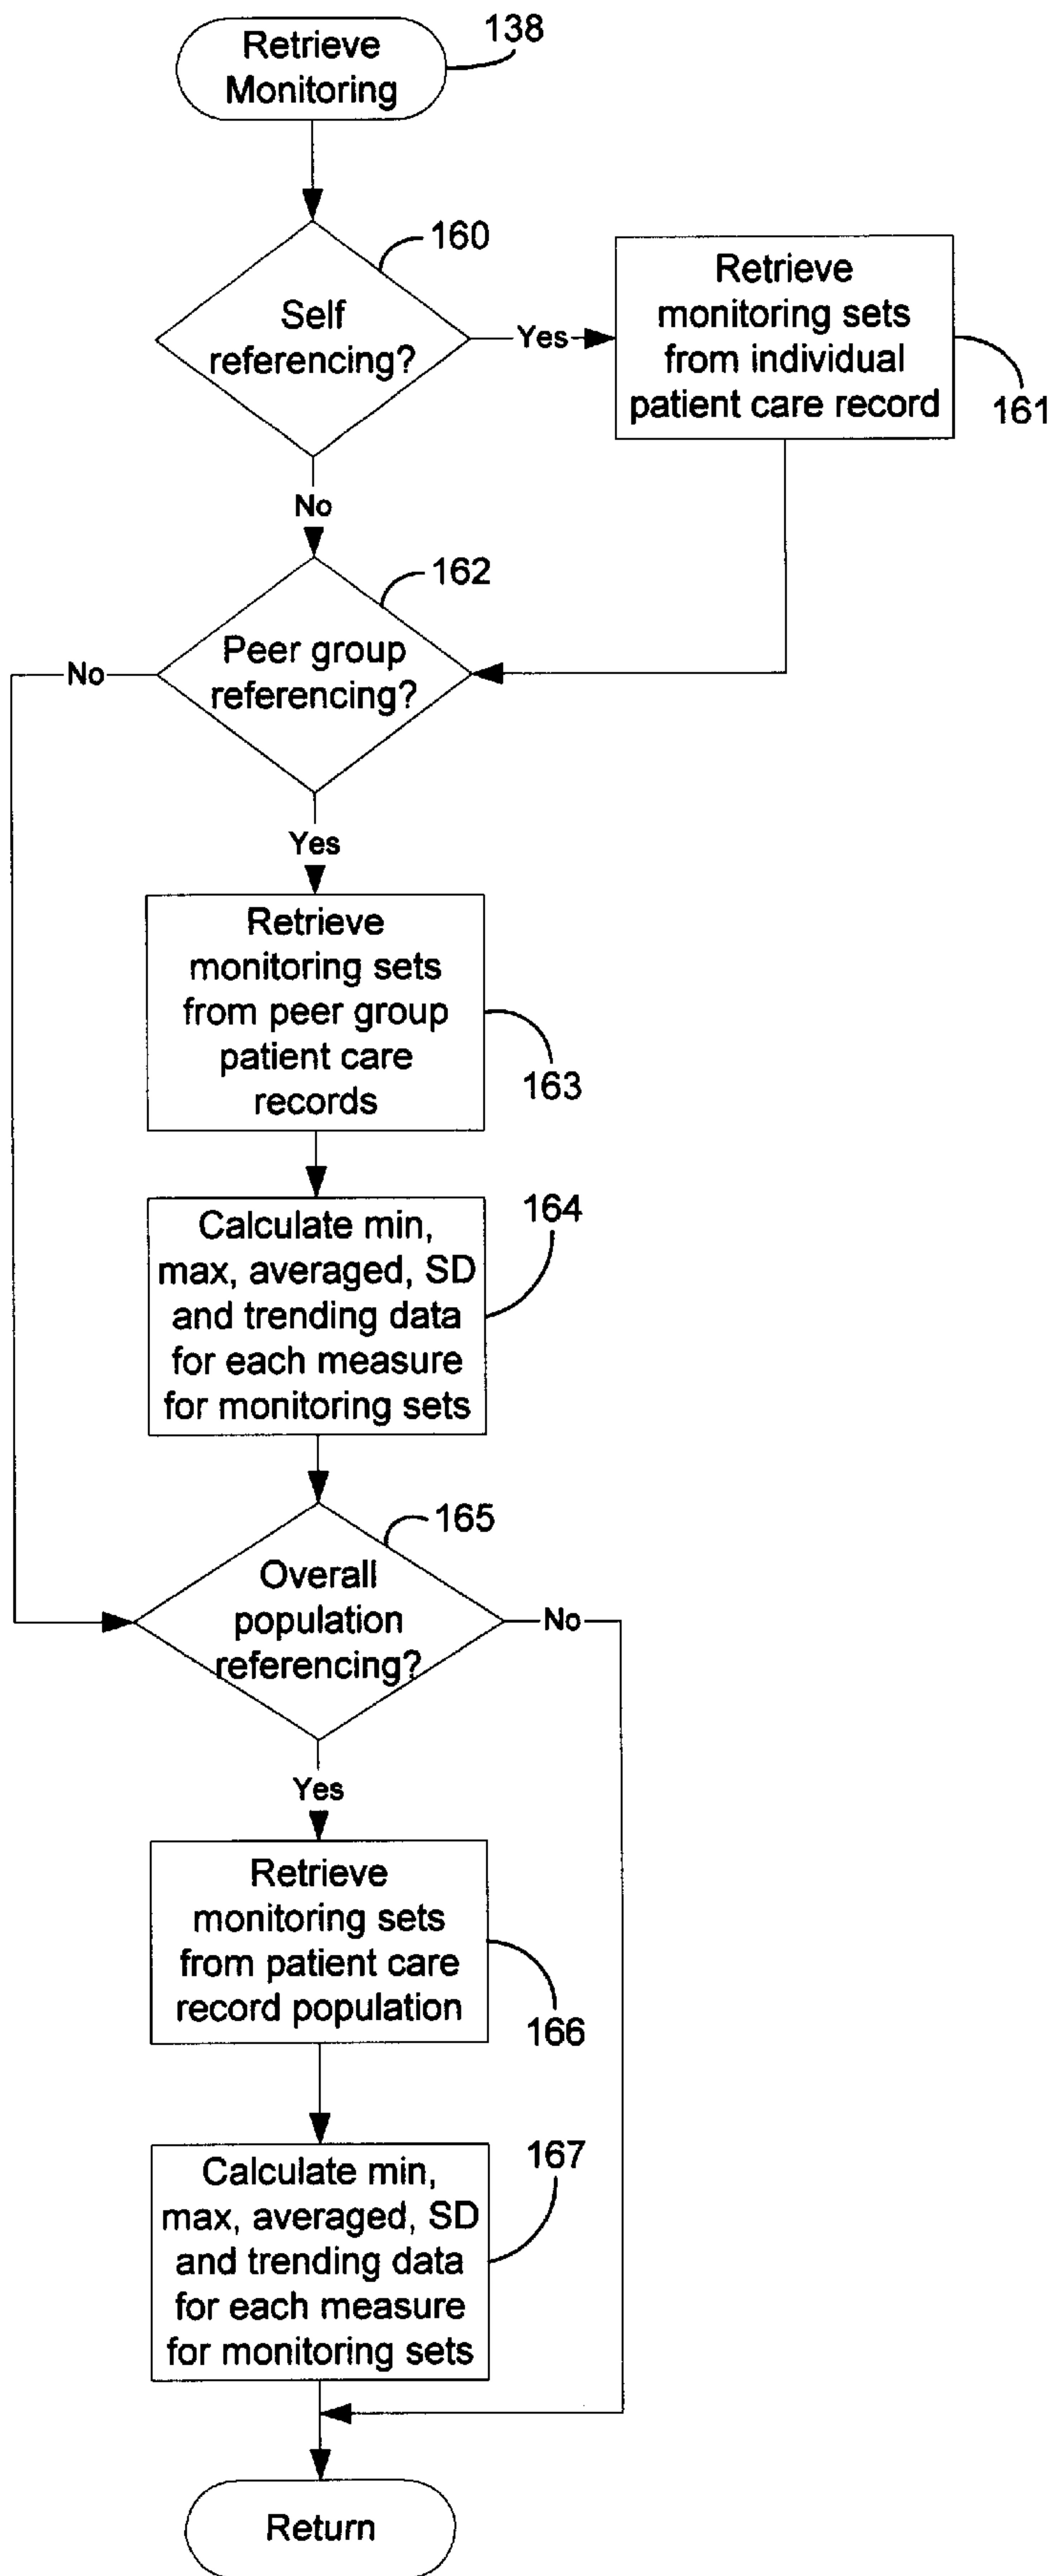 Retrieve
Monitoring
138
160
Self
referencing?
Yes
Retrieve
monitoring sets
from individual
patient care record
161
No
162
Peer group
referencing?
No
Yes
Retrieve
monitoring sets
from peer group
patient care
records
163
Calculate min,
max, averaged, SD
and trending data
for each measure
for monitoring sets
164
165
Overall
population
referencing?
No
Yes
Retrieve
monitoring sets
from patient care
record population
166
Calculate min,
max, averaged, SD
and trending data
for each measure
for monitoring sets
167
Return